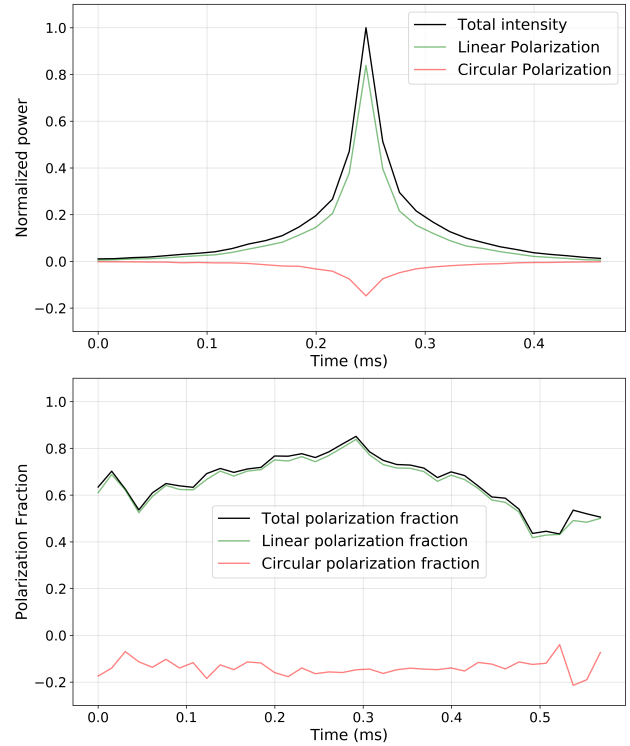 1.0
0.8
0.6
0.4
0.2
0.0
−0.2
Normalized power
Total intensity
Linear Polarization
Circular Polarization
0.0 0.1 0.2 0.3 0.4
Time (ms)
1.0
0.8
0.6
0.4
0.2
0.0
−0.2
Polarization Fraction
Total polarization fraction
Linear polarization fraction
Circular polarization fraction
0.0 0.1 0.2 0.3 0.4 0.5
Time (ms)